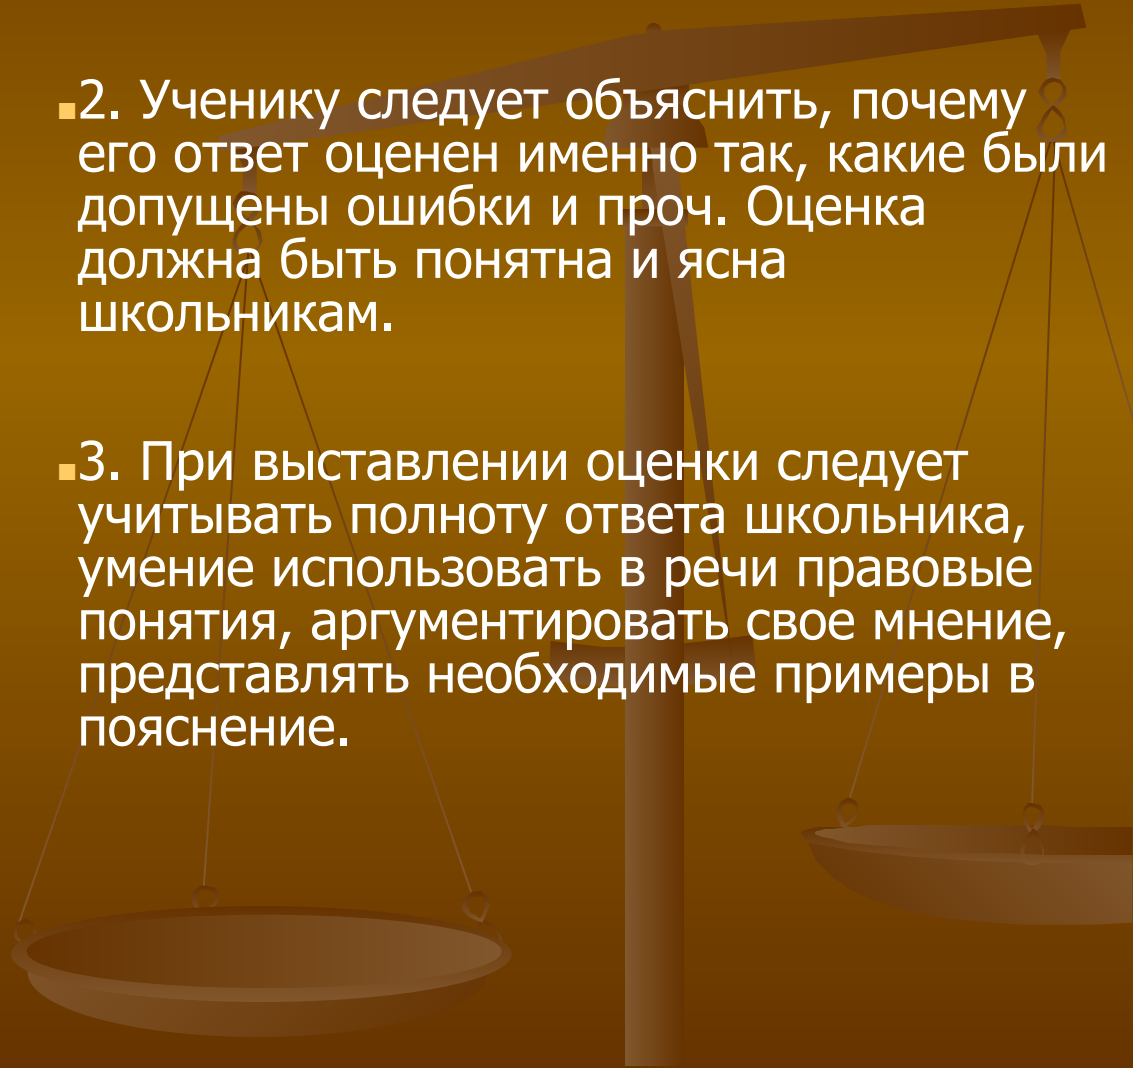 2. Ученику следует объяснить, почему
его ответ оценен именно так, какие были
допущены ошибки и проч. Оценка
должна быть понятна и ясна
школьникам.
3. При выставлении оценки следует
учитывать полноту ответа школьника,
умение использовать в речи правовые
понятия, аргументировать свое мнение,
представлять необходимые примеры в
пояснение.